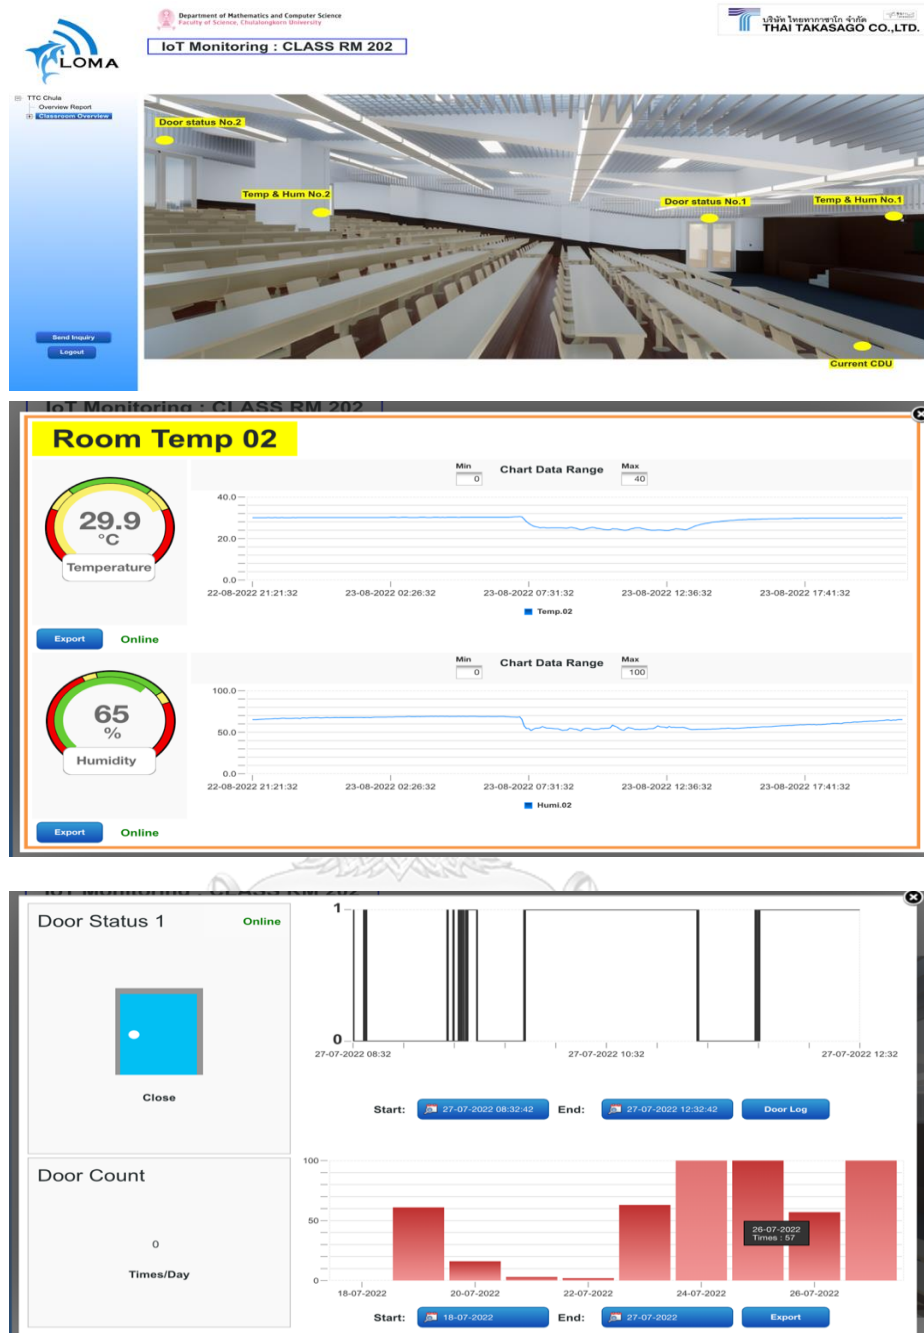 LOMA
Department of Mathematics and Computer Science
Faculty of Science, Chulalongkorn University
IoT Monitoring : CLASS RM 202
บริษัท ไทยทากาซาโก จำกัด
THAI TAKASAGO CO.,LTD.
TTC Chula
Overview Report
Classroom Overview
Send Inquiry
Logout
Door status No.2
Temp & Hum No.2
Door status No.1
Temp & Hum No.1
Current CDU
IoT Monitoring : CLASS RM 202
Room Temp 02
Min
0
Chart Data Range
Max
40
29.9
°C
Temperature
40.0
20.0
0.0
22-08-2022 21:21:32 23-08-2022 02:26:32 23-08-2022 07:31:32 23-08-2022 12:36:32 23-08-2022 17:41:32
Temp.02
Export Online
Min
0
Chart Data Range
Max
100
65
%
Humidity
100.0
50.0
0.0
22-08-2022 21:21:32 23-08-2022 02:26:32 23-08-2022 07:31:32 23-08-2022 12:36:32 23-08-2022 17:41:32
Humi.02
Export Online
IoT Monitoring : CLASS RM 202
Door Status 1 Online
Close
1
0
27-07-2022 08:32 27-07-2022 10:32 27-07-2022 12:32
Start: 27-07-2022 08:32:42 End: 27-07-2022 12:32:42 Door Log
Door Count
0
Times/Day
100
50
0
26-07-2022
Times : 57
18-07-2022 20-07-2022 22-07-2022 24-07-2022 26-07-2022
Start: 18-07-2022 End: 27-07-2022 Export